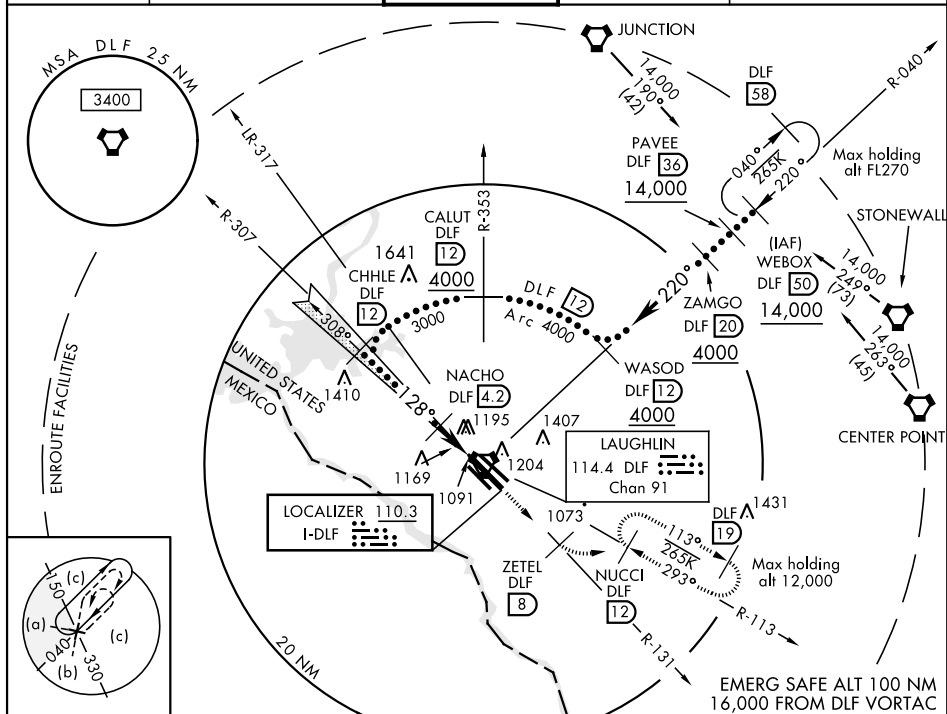 MSA DLF 25 NM
3400
JUNCTION
14,000
190°
(42)
DLF
58
R-040
PAVEE
DLF 36
14,000
040°
265K
220°
Max holding
alt FL270
STONEWALL
LR-317
R-307
R-353
CALUT
DLF
12
4000
1641
CHHLE
DLF
12
3000
DLF 12
Arc 4000
220°
ZAMGO
DLF 20
4000
(IAF)
WEBOX
DLF 50
14,000
14,000
249°
(73)
14,000
263°
(45)
CENTER POINT
308°
128°
UNITED STATES
MEXICO
1410
NACHO
DLF 4.2
1195
WASOD
DLF 12
4000
1407
1204
1169
1091
LAUGHLIN
114.4 DLF
Chan 91
ENROUTE FACILITIES
LOCALIZER 110.3
I-DLF
1073
DLF
19
1431
113°
265K
293°
Max holding
alt 12,000
ZETEL
DLF
8
NUCCI
DLF
12
R-113
R-131
20 NM
150
(c)
(a)
(c)
040
(b)
330
EMERG SAFE ALT 100 NM
16,000 FROM DLF VORTAC